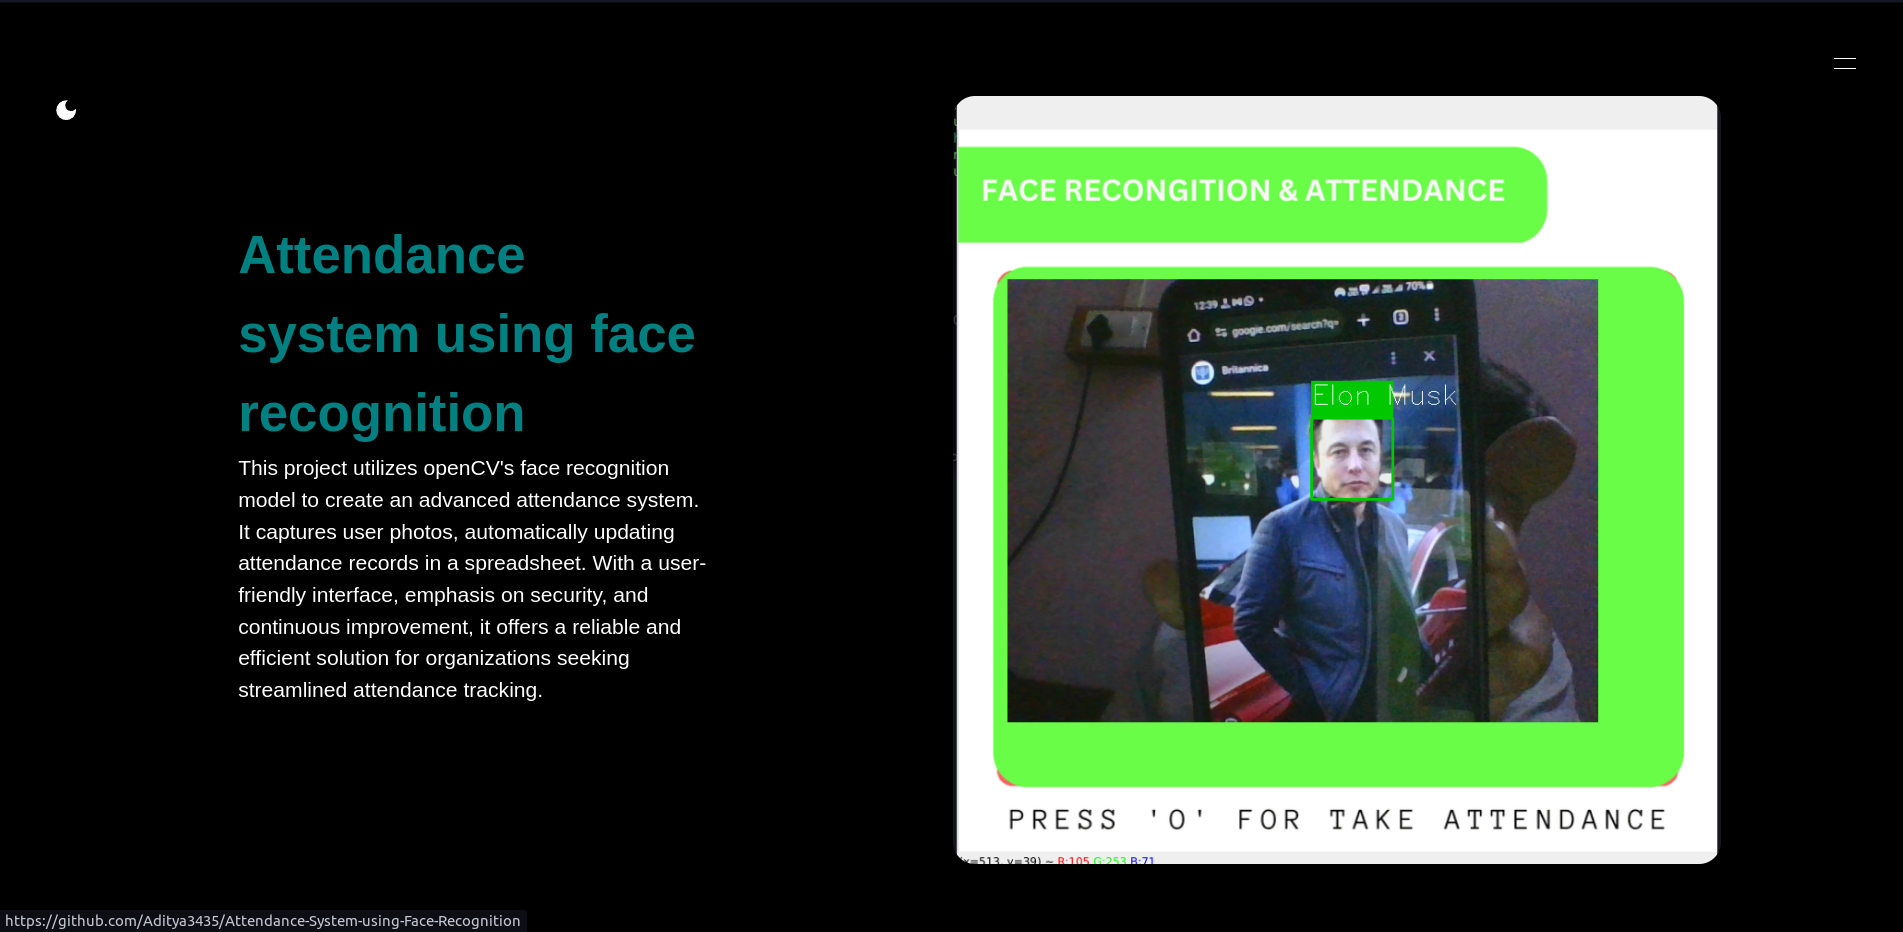 Attendance
system using face
recognition
This project utilizes openCV's face recognition
model to create an advanced attendance system.
It captures user photos, automatically updating
attendance records in a spreadsheet. With a user-
friendly interface, emphasis on security, and
continuous improvement, it offers a reliable and
efficient solution for organizations seeking
streamlined attendance tracking.
FACE RECONGITION & ATTENDANCE
12:39
70%
google.com/search?q=
3
Britannica
Elon Musk
PRESS 'O' FOR TAKE ATTENDANCE
(x=513, y=39) ~ R:105 G:253 B:71
https://github.com/Aditya3435/Attendance-System-using-Face-Recognition